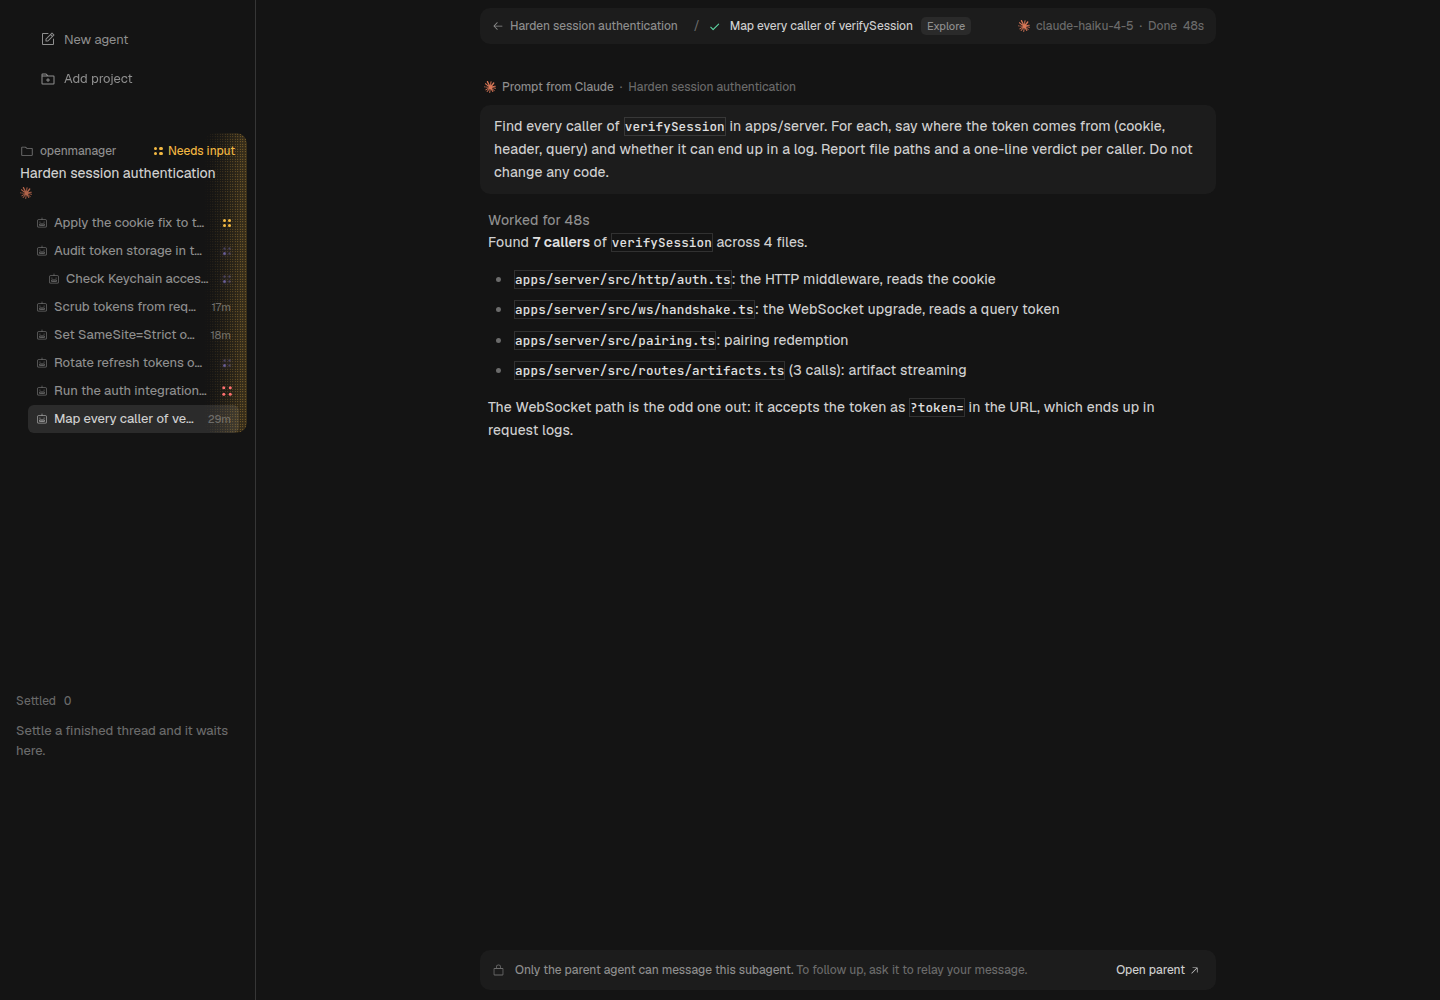 New agent
Add project
openmanager
Needs input
Harden session authentication
Apply the cookie fix to t…
Audit token storage in t…
Check Keychain acces…
Scrub tokens from req… 17m
Set SameSite=Strict o… 18m
Rotate refresh tokens o…
Run the auth integration…
Map every caller of ve… 29m
Settled 0
Settle a finished thread and it waits
here.
← Harden session authentication / ✓ Map every caller of verifySession Explore
claude-haiku-4-5 · Done 48s
Prompt from Claude · Harden session authentication
Find every caller of verifySession in apps/server. For each, say where the token comes from (cookie,
header, query) and whether it can end up in a log. Report file paths and a one-line verdict per caller. Do not
change any code.
Worked for 48s
Found 7 callers of verifySession across 4 files.
• apps/server/src/http/auth.ts: the HTTP middleware, reads the cookie
• apps/server/src/ws/handshake.ts: the WebSocket upgrade, reads a query token
• apps/server/src/pairing.ts: pairing redemption
• apps/server/src/routes/artifacts.ts (3 calls): artifact streaming
The WebSocket path is the odd one out: it accepts the token as ?token= in the URL, which ends up in
request logs.
Only the parent agent can message this subagent. To follow up, ask it to relay your message.
Open parent ↗